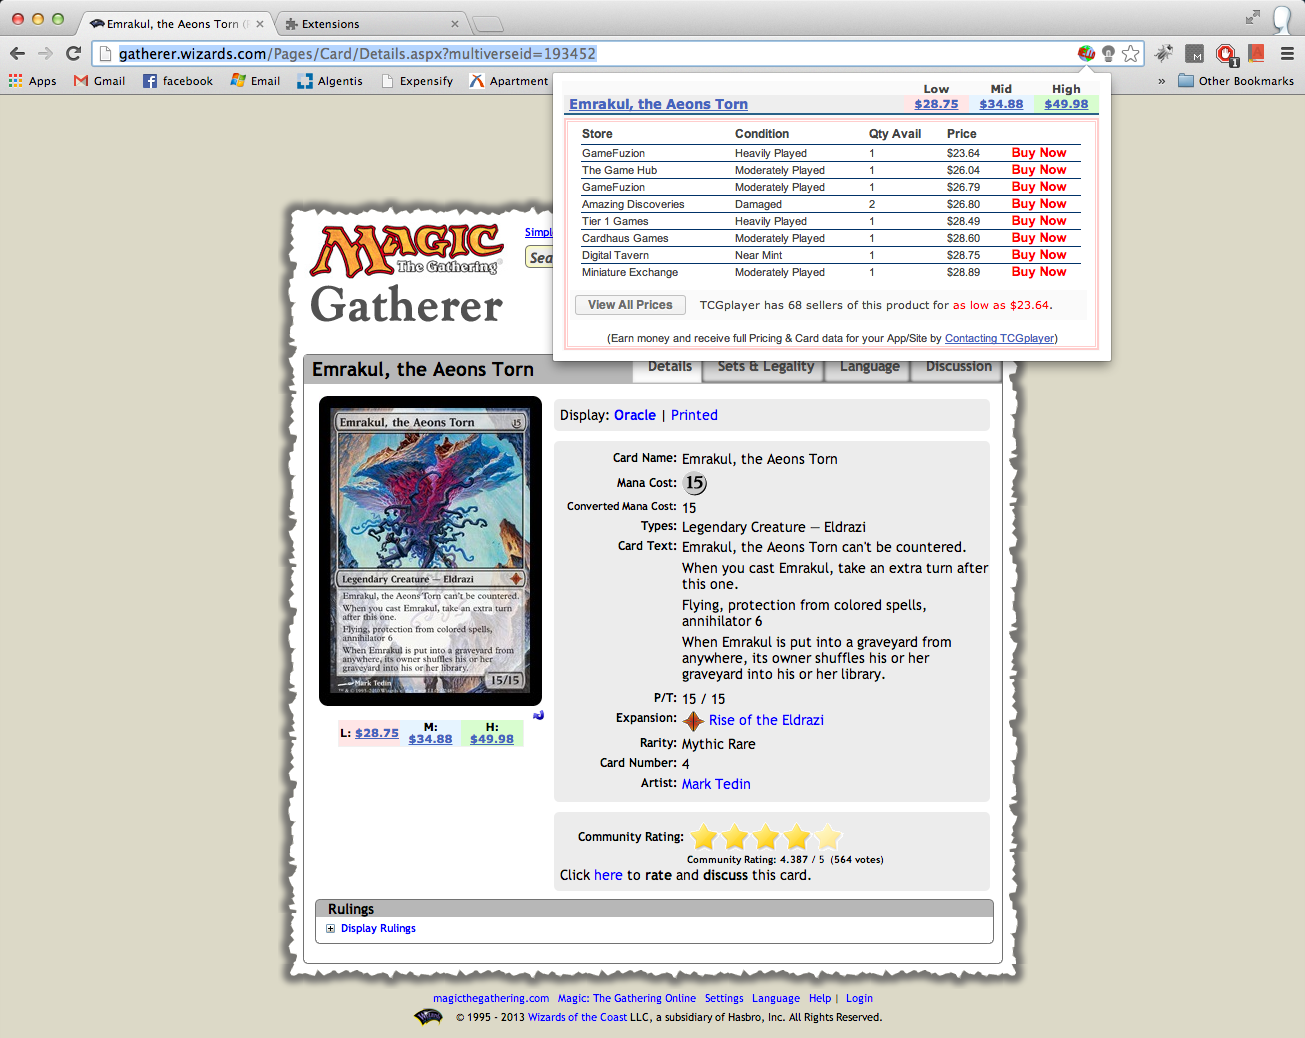 Emrakul, the Aeons Torn (
Extensions
gatherer.wizards.com/Pages/Card/Details.aspx?multiverseid=193452
Apps Gmail facebook Email Algentis Expensify Apartment » Other Bookmarks
M
1
Low Mid High
Emrakul, the Aeons Torn $28.75 $34.88 $49.98
Store Condition Qty Avail Price
GameFuzion Heavily Played 1 $23.64 Buy Now
The Game Hub Moderately Played 1 $26.04 Buy Now
GameFuzion Moderately Played 1 $26.79 Buy Now
Amazing Discoveries Damaged 2 $26.80 Buy Now
Tier 1 Games Heavily Played 1 $28.49 Buy Now
Cardhaus Games Moderately Played 1 $28.60 Buy Now
Digital Tavern Near Mint 1 $28.75 Buy Now
Miniature Exchange Moderately Played 1 $28.89 Buy Now
View All Prices TCGplayer has 68 sellers of this product for as low as $23.64.
(Earn money and receive full Pricing & Card data for your App/Site by Contacting TCGplayer)
MAGIC
The Gathering
Gatherer
Simpl
Sea
Emrakul, the Aeons Torn
Details Sets & Legality Language Discussion
Emrakul, the Aeons Torn 15
Legendary Creature — Eldrazi
Emrakul, the Aeons Torn can't be countered.
When you cast Emrakul, take an extra turn
after this one.
Flying, protection from colored spells,
annihilator 6
When Emrakul is put into a graveyard from
anywhere, its owner shuffles his or her
graveyard into his or her library.
Mark Tedin
15/15
L: $28.75 M: $34.88 H: $49.98
Display: Oracle | Printed
Card Name: Emrakul, the Aeons Torn
Mana Cost: 15
Converted Mana Cost: 15
Types: Legendary Creature — Eldrazi
Card Text: Emrakul, the Aeons Torn can't be countered.
When you cast Emrakul, take an extra turn after
this one.
Flying, protection from colored spells,
annihilator 6
When Emrakul is put into a graveyard from
anywhere, its owner shuffles his or her
graveyard into his or her library.
P/T: 15 / 15
Expansion: Rise of the Eldrazi
Rarity: Mythic Rare
Card Number: 4
Artist: Mark Tedin
Community Rating:
Community Rating: 4.387 / 5 (564 votes)
Click here to rate and discuss this card.
Rulings
Display Rulings
magicthegathering.com Magic: The Gathering Online Settings Language Help | Login
© 1995 - 2013 Wizards of the Coast LLC, a subsidiary of Hasbro, Inc. All Rights Reserved.